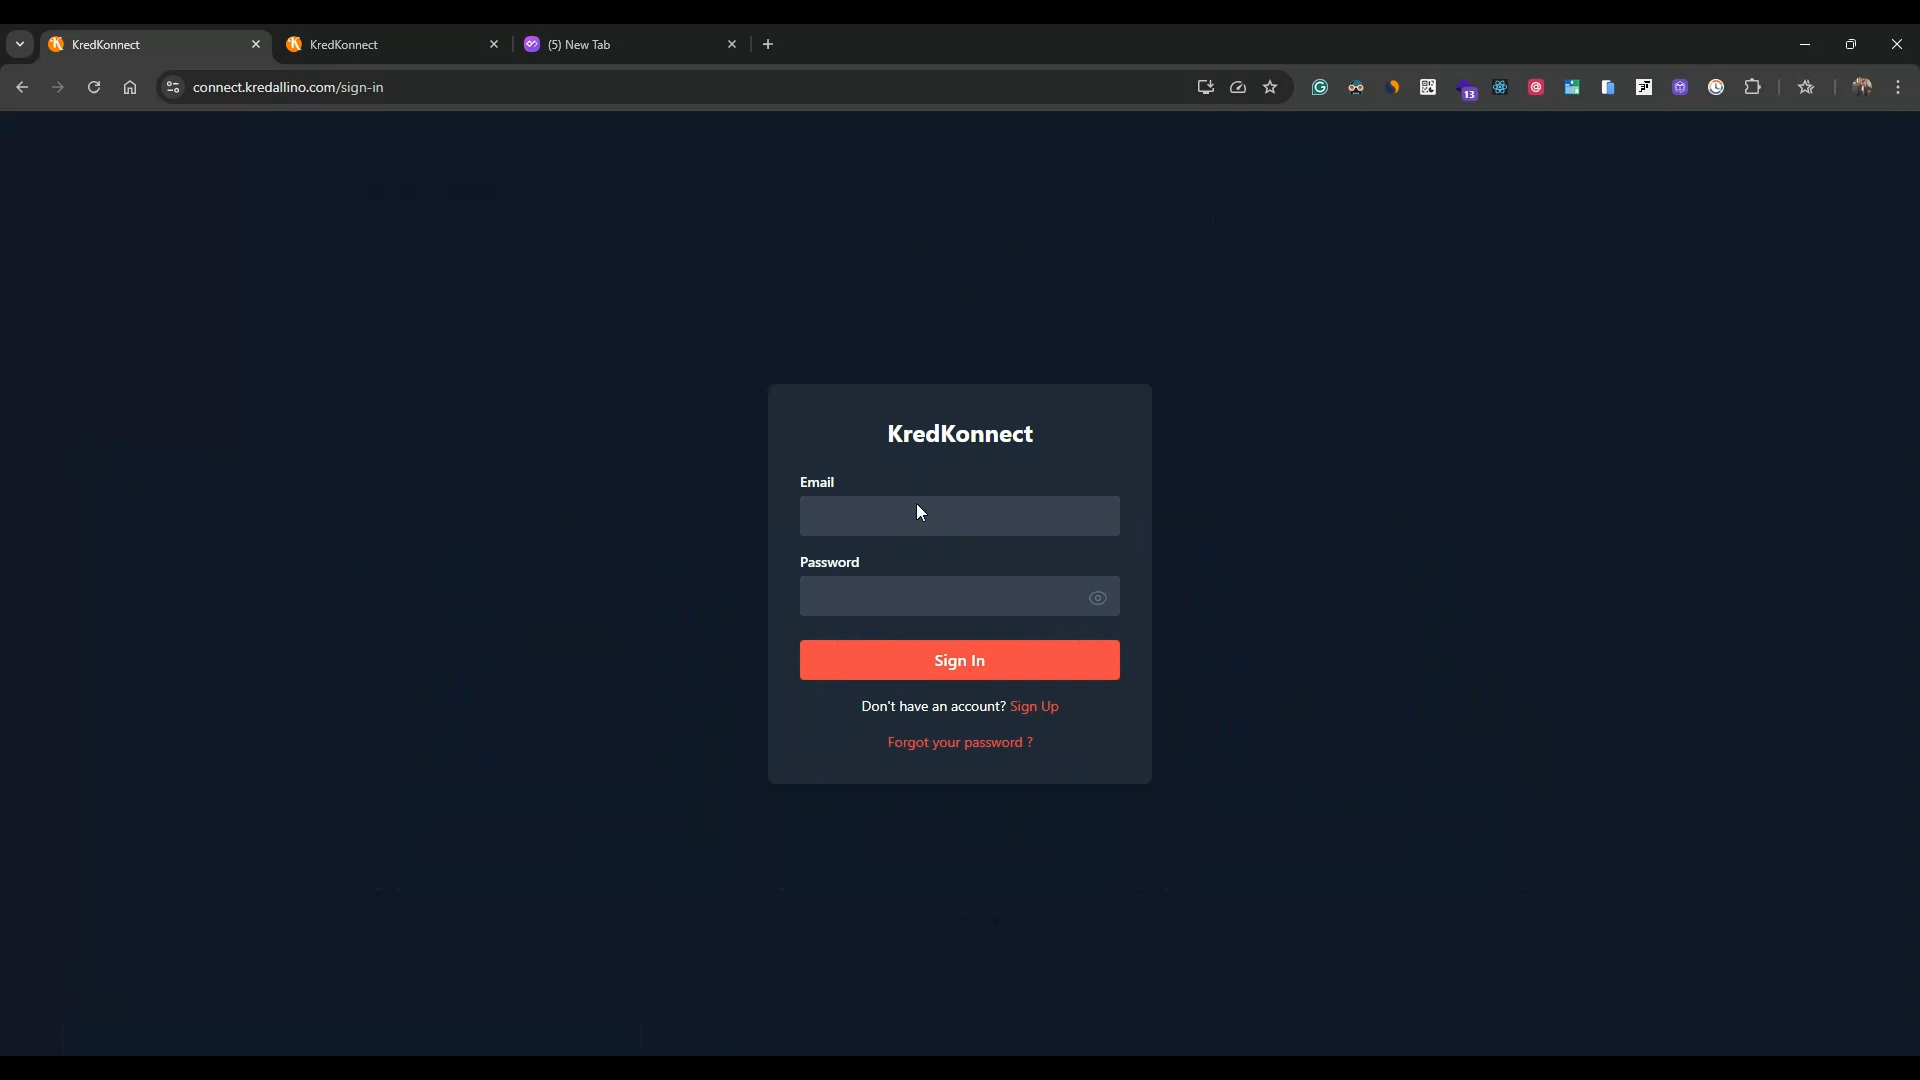 KredKonnect
KredKonnect
(5) New Tab
connect.kredallino.com/sign-in
13
KredKonnect
Email
Password
Sign In
Don't have an account? Sign Up
Forgot your password ?